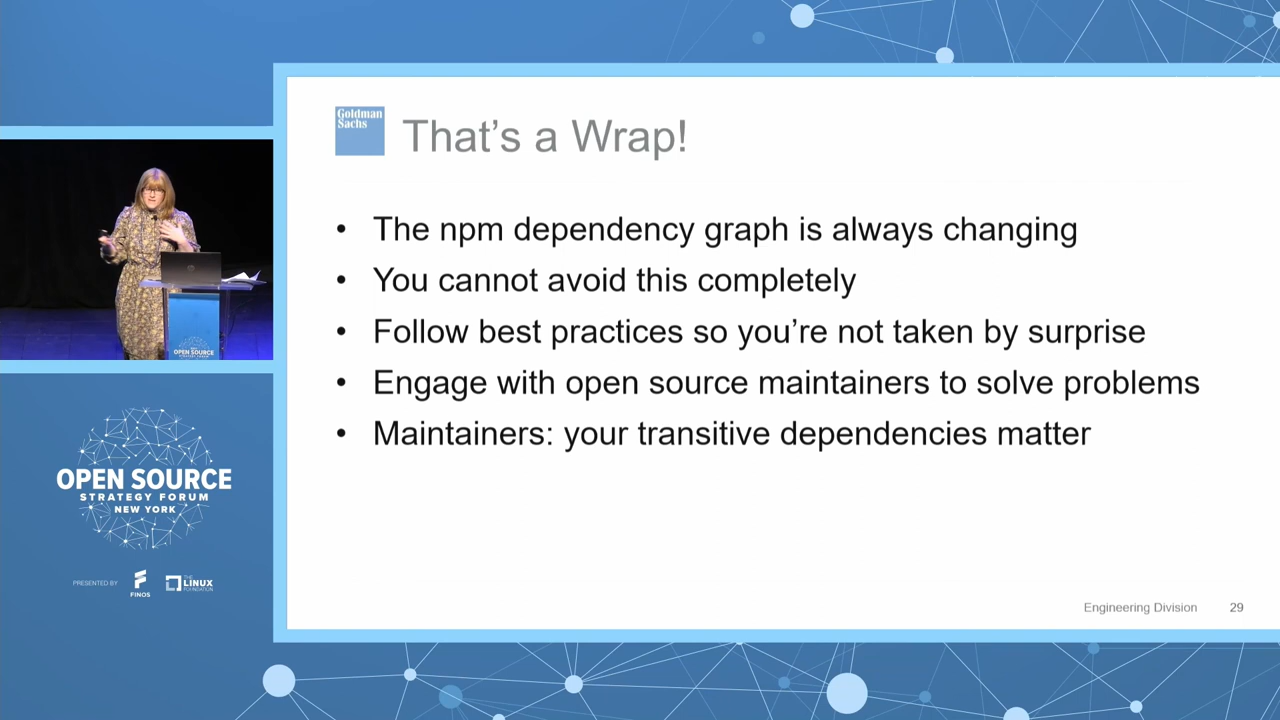 Goldman
Sachs
That's a Wrap!
• The npm dependency graph is always changing
• You cannot avoid this completely
• Follow best practices so you're not taken by surprise
• Engage with open source maintainers to solve problems
• Maintainers: your transitive dependencies matter
Engineering Division 29
OPEN SOURCE
OPEN SOURCE
STRATEGY FORUM
NEW YORK
PRESENTED BY
FINOS
THE
LINUX
FOUNDATION